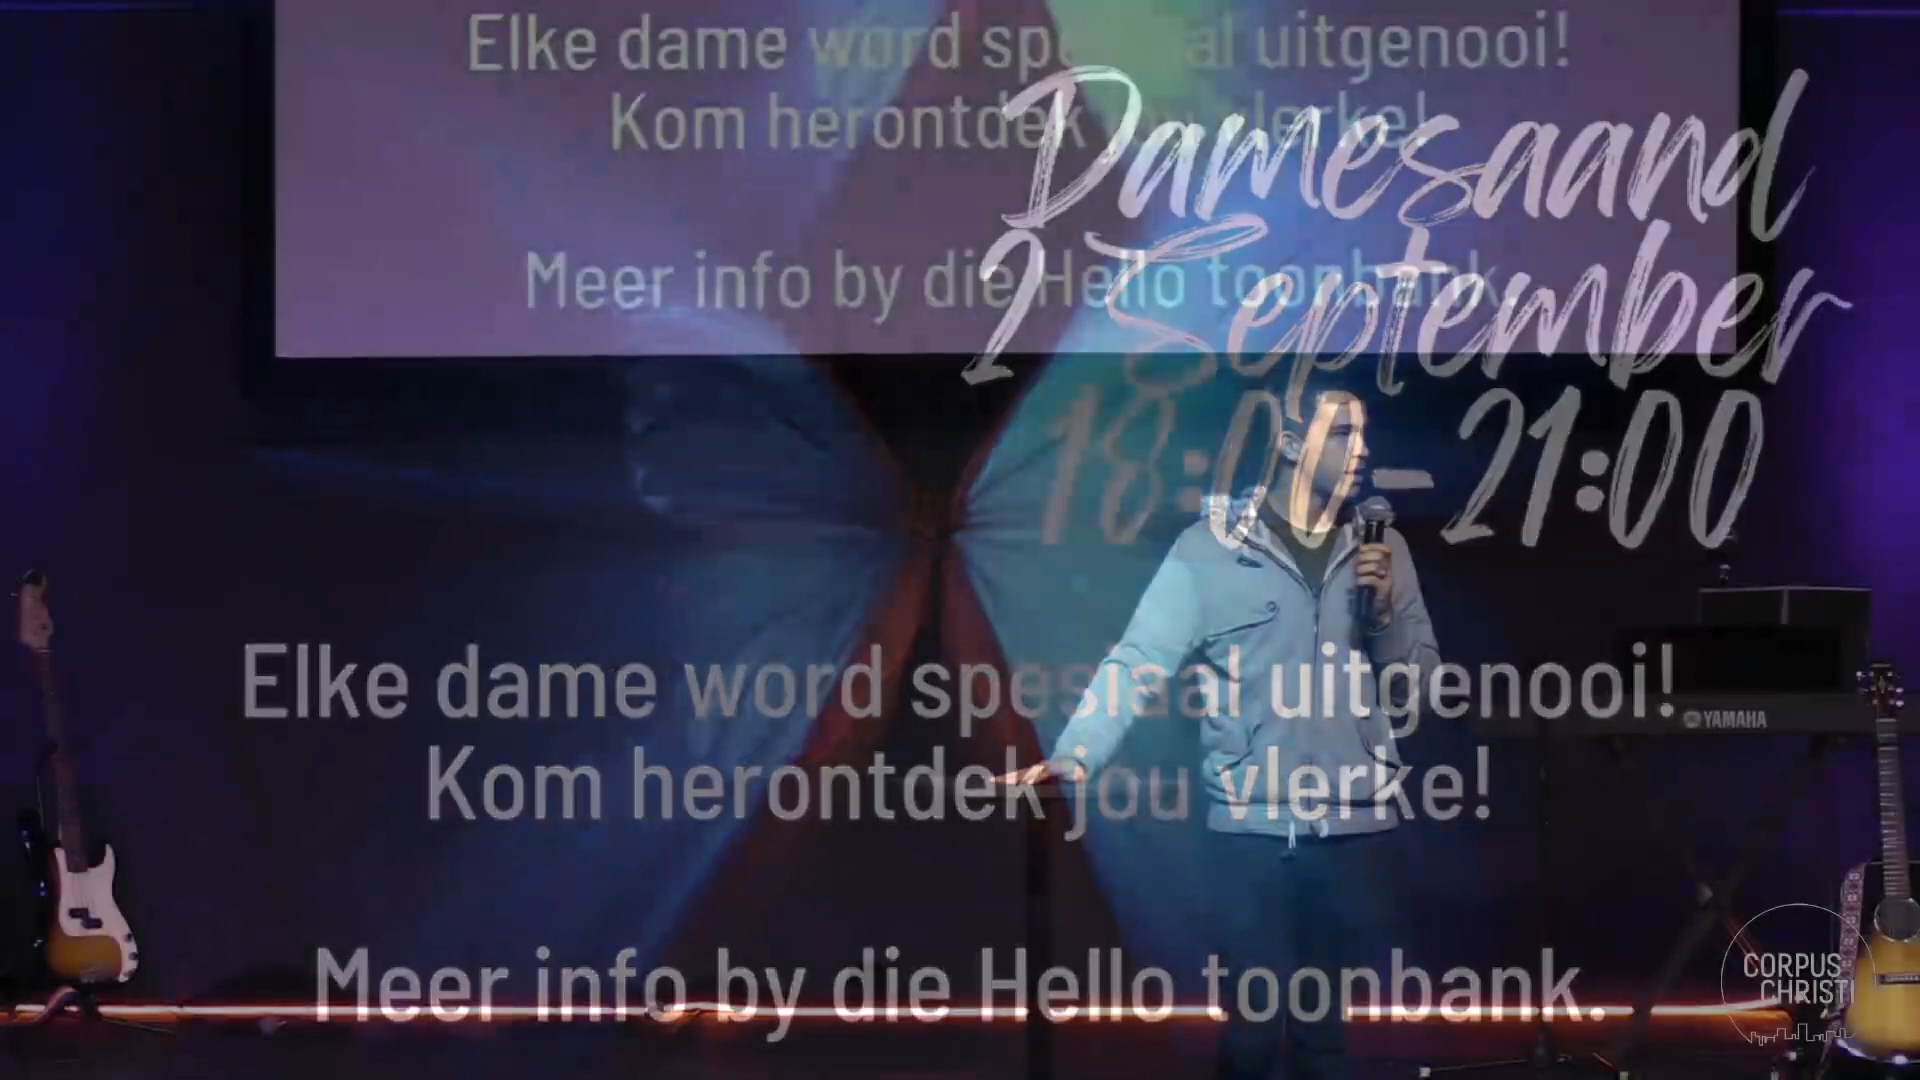 Elke dame word spesiaal uitgenooi!
Kom herontdek jou vlerke!
Meer info by die Hello toonbank.
Damesaand
2 September
18:00-21:00
Elke dame word spesiaal uitgenooi!
Kom herontdek jou vlerke!
Meer info by die Hello toonbank.
YAMAHA
CORPUS
CHRISTI